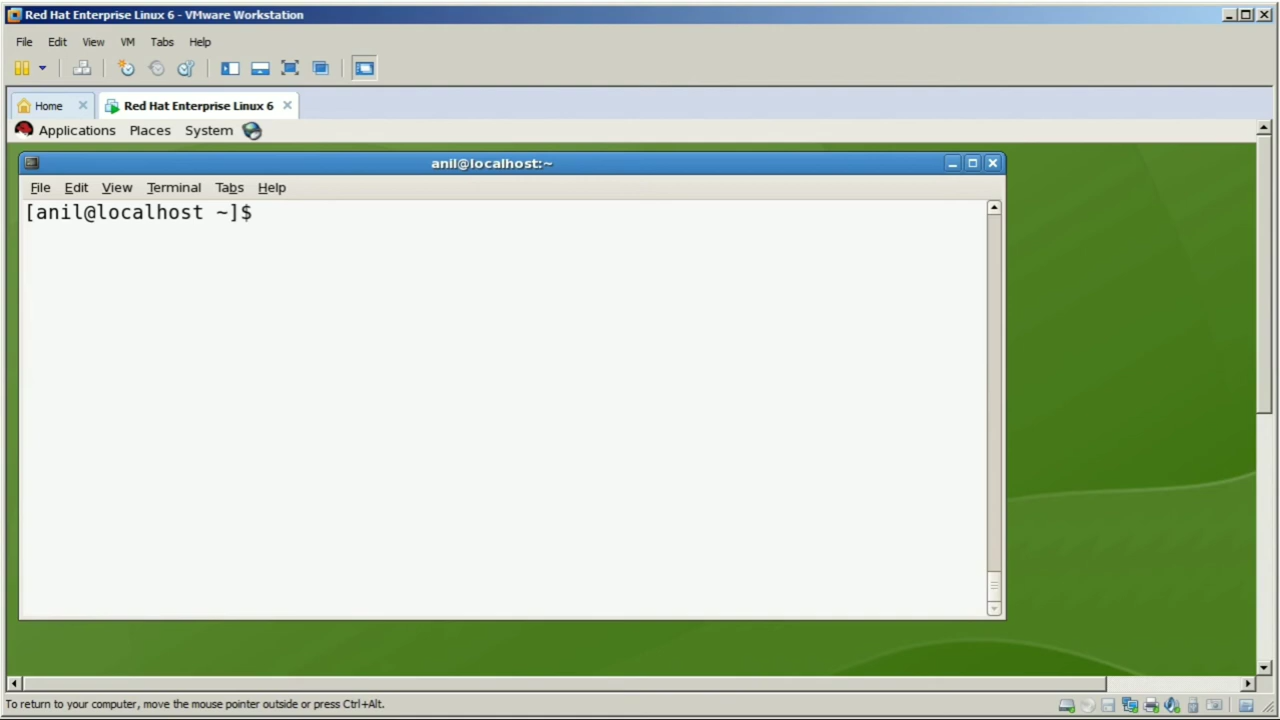 Red Hat Enterprise Linux 6 - VMware Workstation
File Edit View VM Tabs Help
Home Red Hat Enterprise Linux 6
Applications Places System
anil@localhost:~
File Edit View Terminal Tabs Help
[anil@localhost ~]$
To return to your computer, move the mouse pointer outside or press Ctrl+Alt.